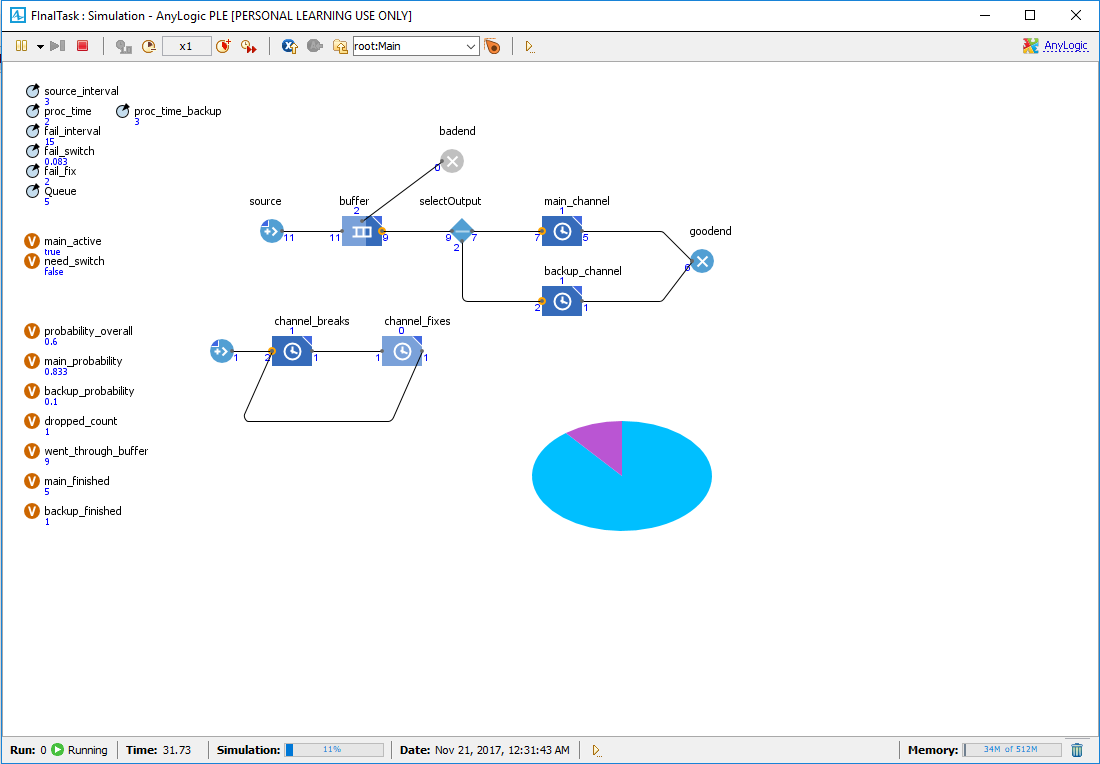 FInalTask : Simulation - AnyLogic PLE [PERSONAL LEARNING USE ONLY]
x1 root:Main AnyLogic
source_interval
3
proc_time proc_time_backup
2 3
fail_interval
15
fail_switch
0.083
fail_fix
2
Queue
5
badend
0
source buffer selectOutput main_channel
2 1
11 11 9 9 7 7 5
2
goodend
6
main_active
true
need_switch
false
backup_channel
1
2 1
channel_breaks channel_fixes
1 0
1 2 1 1 1
probability_overall
0.6
main_probability
0.833
backup_probability
0.1
dropped_count
1
went_through_buffer
9
main_finished
5
backup_finished
1
Run: 0 Running Time: 31.73 Simulation: 11% Date: Nov 21, 2017, 12:31:43 AM Memory: 34M of 512M